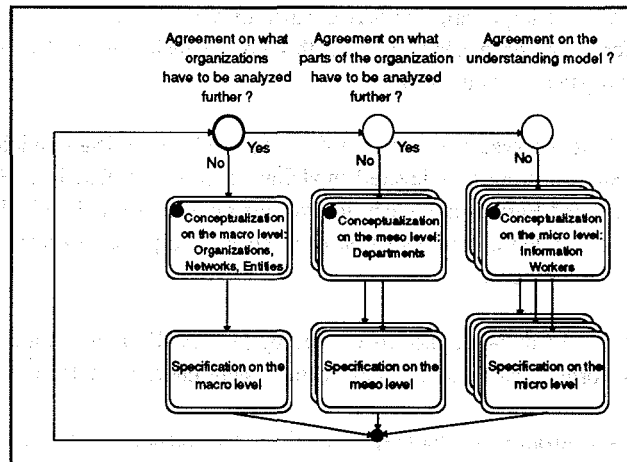 Agreement on what
organizations
have to be analyzed
further ?
Agreement on what
parts of the organization
have to be analyzed
further ?
Agreement on the
understanding model ?
Yes
No
Yes
No
No
Conceptualization
on the macro level:
Organizations,
Networks, Entities
Conceptualization
on the meso level:
Departments
Conceptualization
on the micro level:
Information
Workers
Specification on the
macro level
Specification on the
meso level
Specification on the
micro level